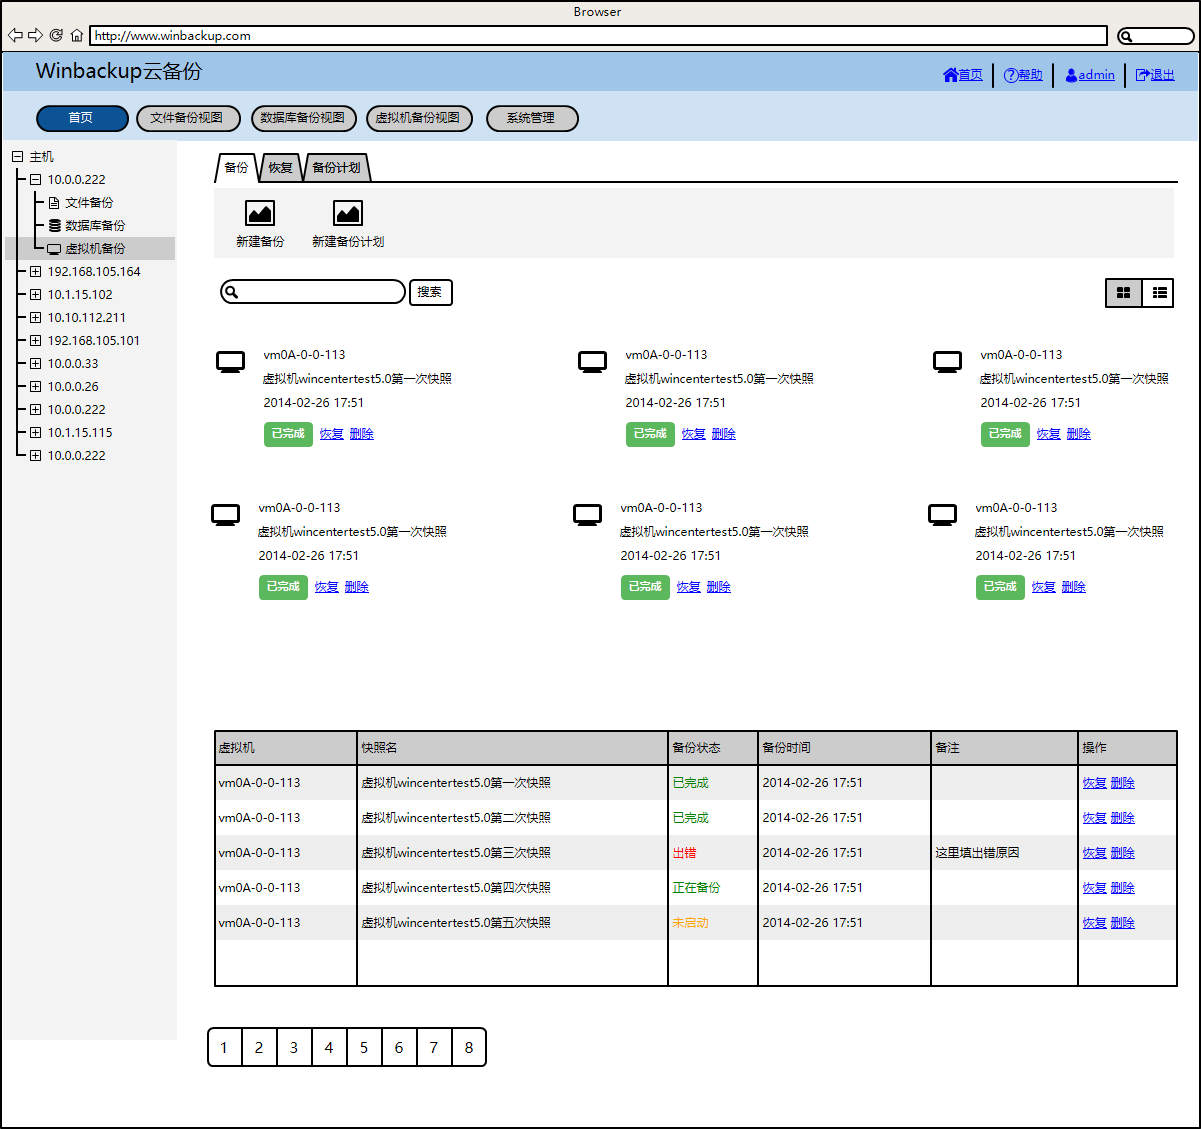 Browser
http://www.winbackup.com
Winbackup云备份
首页 帮助 admin 退出
首页 文件备份视图 数据库备份视图 虚拟机备份视图 系统管理
主机
10.0.0.222
文件备份
数据库备份
虚拟机备份
192.168.105.164
10.1.15.102
10.10.112.211
192.168.105.101
10.0.0.33
10.0.0.26
10.0.0.222
10.1.15.115
10.0.0.222
备份 恢复 备份计划
新建备份 新建备份计划
搜索
vm0A-0-0-113 vm0A-0-0-113 vm0A-0-0-113
虚拟机wincentertest5.0第一次快照 虚拟机wincentertest5.0第一次快照 虚拟机wincentertest5.0第一次快照
2014-02-26 17:51 2014-02-26 17:51 2014-02-26 17:51
已完成 恢复 删除 已完成 恢复 删除 已完成 恢复 删除
vm0A-0-0-113 vm0A-0-0-113 vm0A-0-0-113
虚拟机wincentertest5.0第一次快照 虚拟机wincentertest5.0第一次快照 虚拟机wincentertest5.0第一次快照
2014-02-26 17:51 2014-02-26 17:51 2014-02-26 17:51
已完成 恢复 删除 已完成 恢复 删除 已完成 恢复 删除
虚拟机 快照名 备份状态 备份时间 备注 操作
vm0A-0-0-113 虚拟机wincentertest5.0第一次快照 已完成 2014-02-26 17:51 恢复 删除
vm0A-0-0-113 虚拟机wincentertest5.0第二次快照 已完成 2014-02-26 17:51 恢复 删除
vm0A-0-0-113 虚拟机wincentertest5.0第三次快照 出错 2014-02-26 17:51 这里填出错原因 恢复 删除
vm0A-0-0-113 虚拟机wincentertest5.0第四次快照 正在备份 2014-02-26 17:51 恢复 删除
vm0A-0-0-113 虚拟机wincentertest5.0第五次快照 未启动 2014-02-26 17:51 恢复 删除
1 2 3 4 5 6 7 8